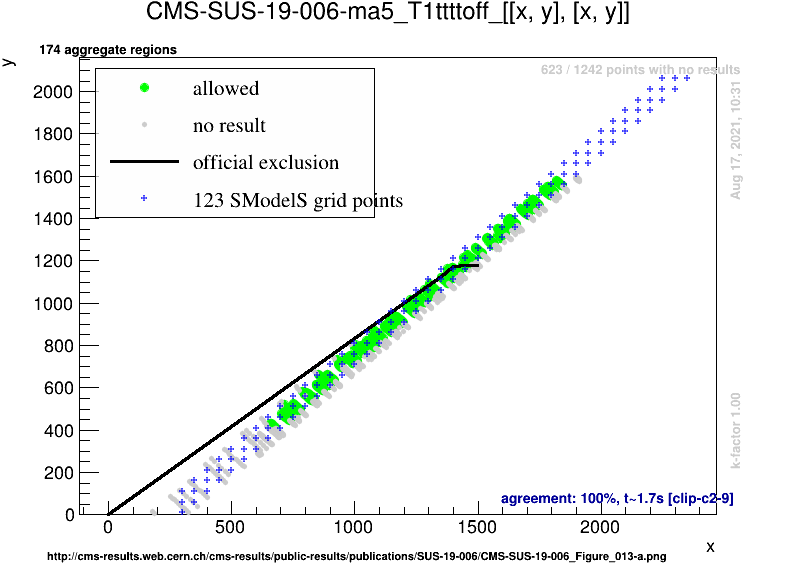 CMS-SUS-19-006-ma5_T1ttttoff_[[x, y], [x, y]]
174 aggregate regions
y
623 / 1242 points with no results
allowed
no result
official exclusion
123 SModelS grid points
2000
1800
1600
1400
1200
1000
800
600
400
200
0
0 500 1000 1500 2000
x
Aug 17, 2021, 10:31
k-factor 1.00
agreement: 100%, t~1.7s [clip-c2-9]
http://cms-results.web.cern.ch/cms-results/public-results/publications/SUS-19-006/CMS-SUS-19-006_Figure_013-a.png